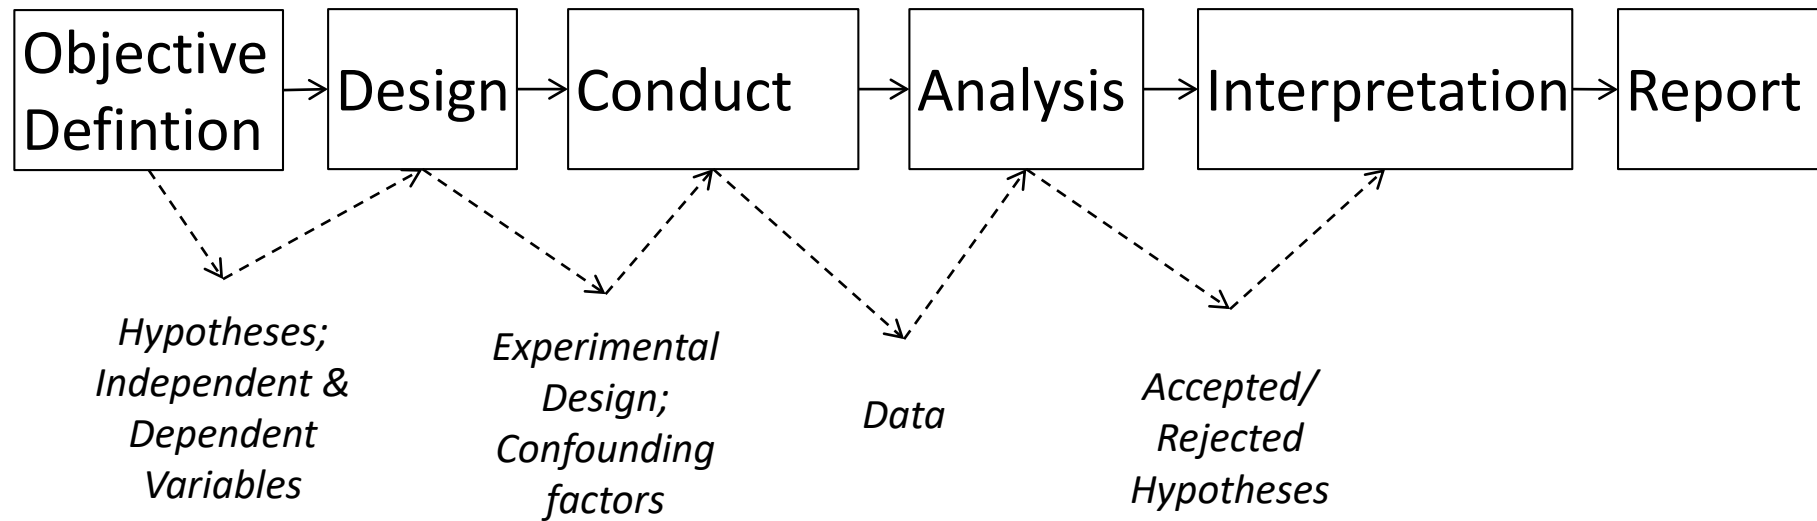 Objective
Defintion
Design
Conduct
Analysis
Interpretation
Report
Hypotheses;
Independent &
Dependent
Variables
Experimental
Design;
Confounding
factors
Data
Accepted/
Rejected
Hypotheses